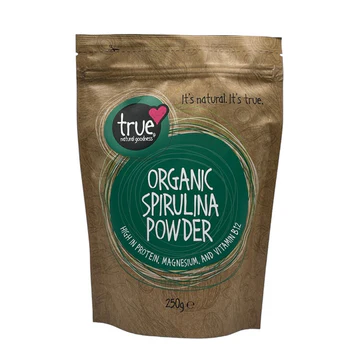 It's natural. It's true.
true
natural goodness
ORGANIC
SPIRULINA
POWDER
HIGH IN PROTEIN, MAGNESIUM, AND VITAMIN B12
250g e